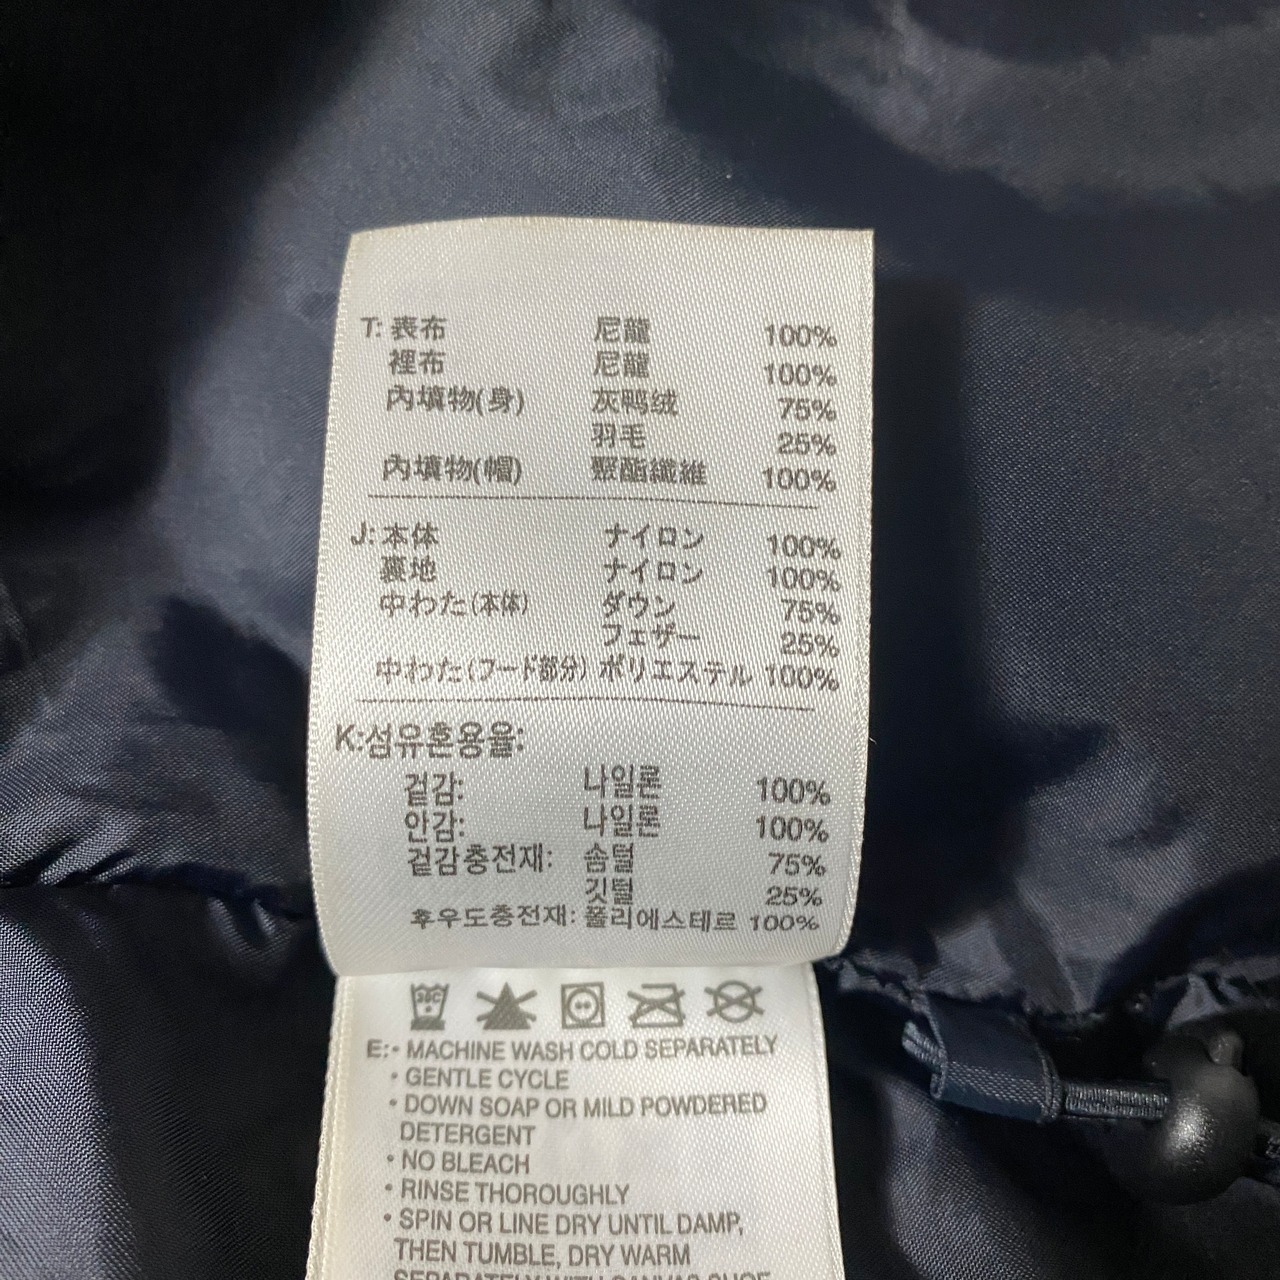 T: 表布 尼龍 100%
裡布 尼龍 100%
內填物(身) 灰鸭绒 75%
羽毛 25%
內填物(帽) 聚酯纖維 100%
J: 本体 ナイロン 100%
裏地 ナイロン 100%
中わた(本体) ダウン 75%
フェザー 25%
中わた(フード部分) ポリエステル 100%
K:섬유혼용율:
겉감: 나일론 100%
안감: 나일론 100%
겉감충전재: 솜털 75%
깃털 25%
후우도충전재: 폴리에스테르 100%
E:• MACHINE WASH COLD SEPARATELY
• GENTLE CYCLE
• DOWN SOAP OR MILD POWDERED
DETERGENT
• NO BLEACH
• RINSE THOROUGHLY
• SPIN OR LINE DRY UNTIL DAMP,
THEN TUMBLE, DRY WARM
SEPARATELY WITH CANVAS SHOE